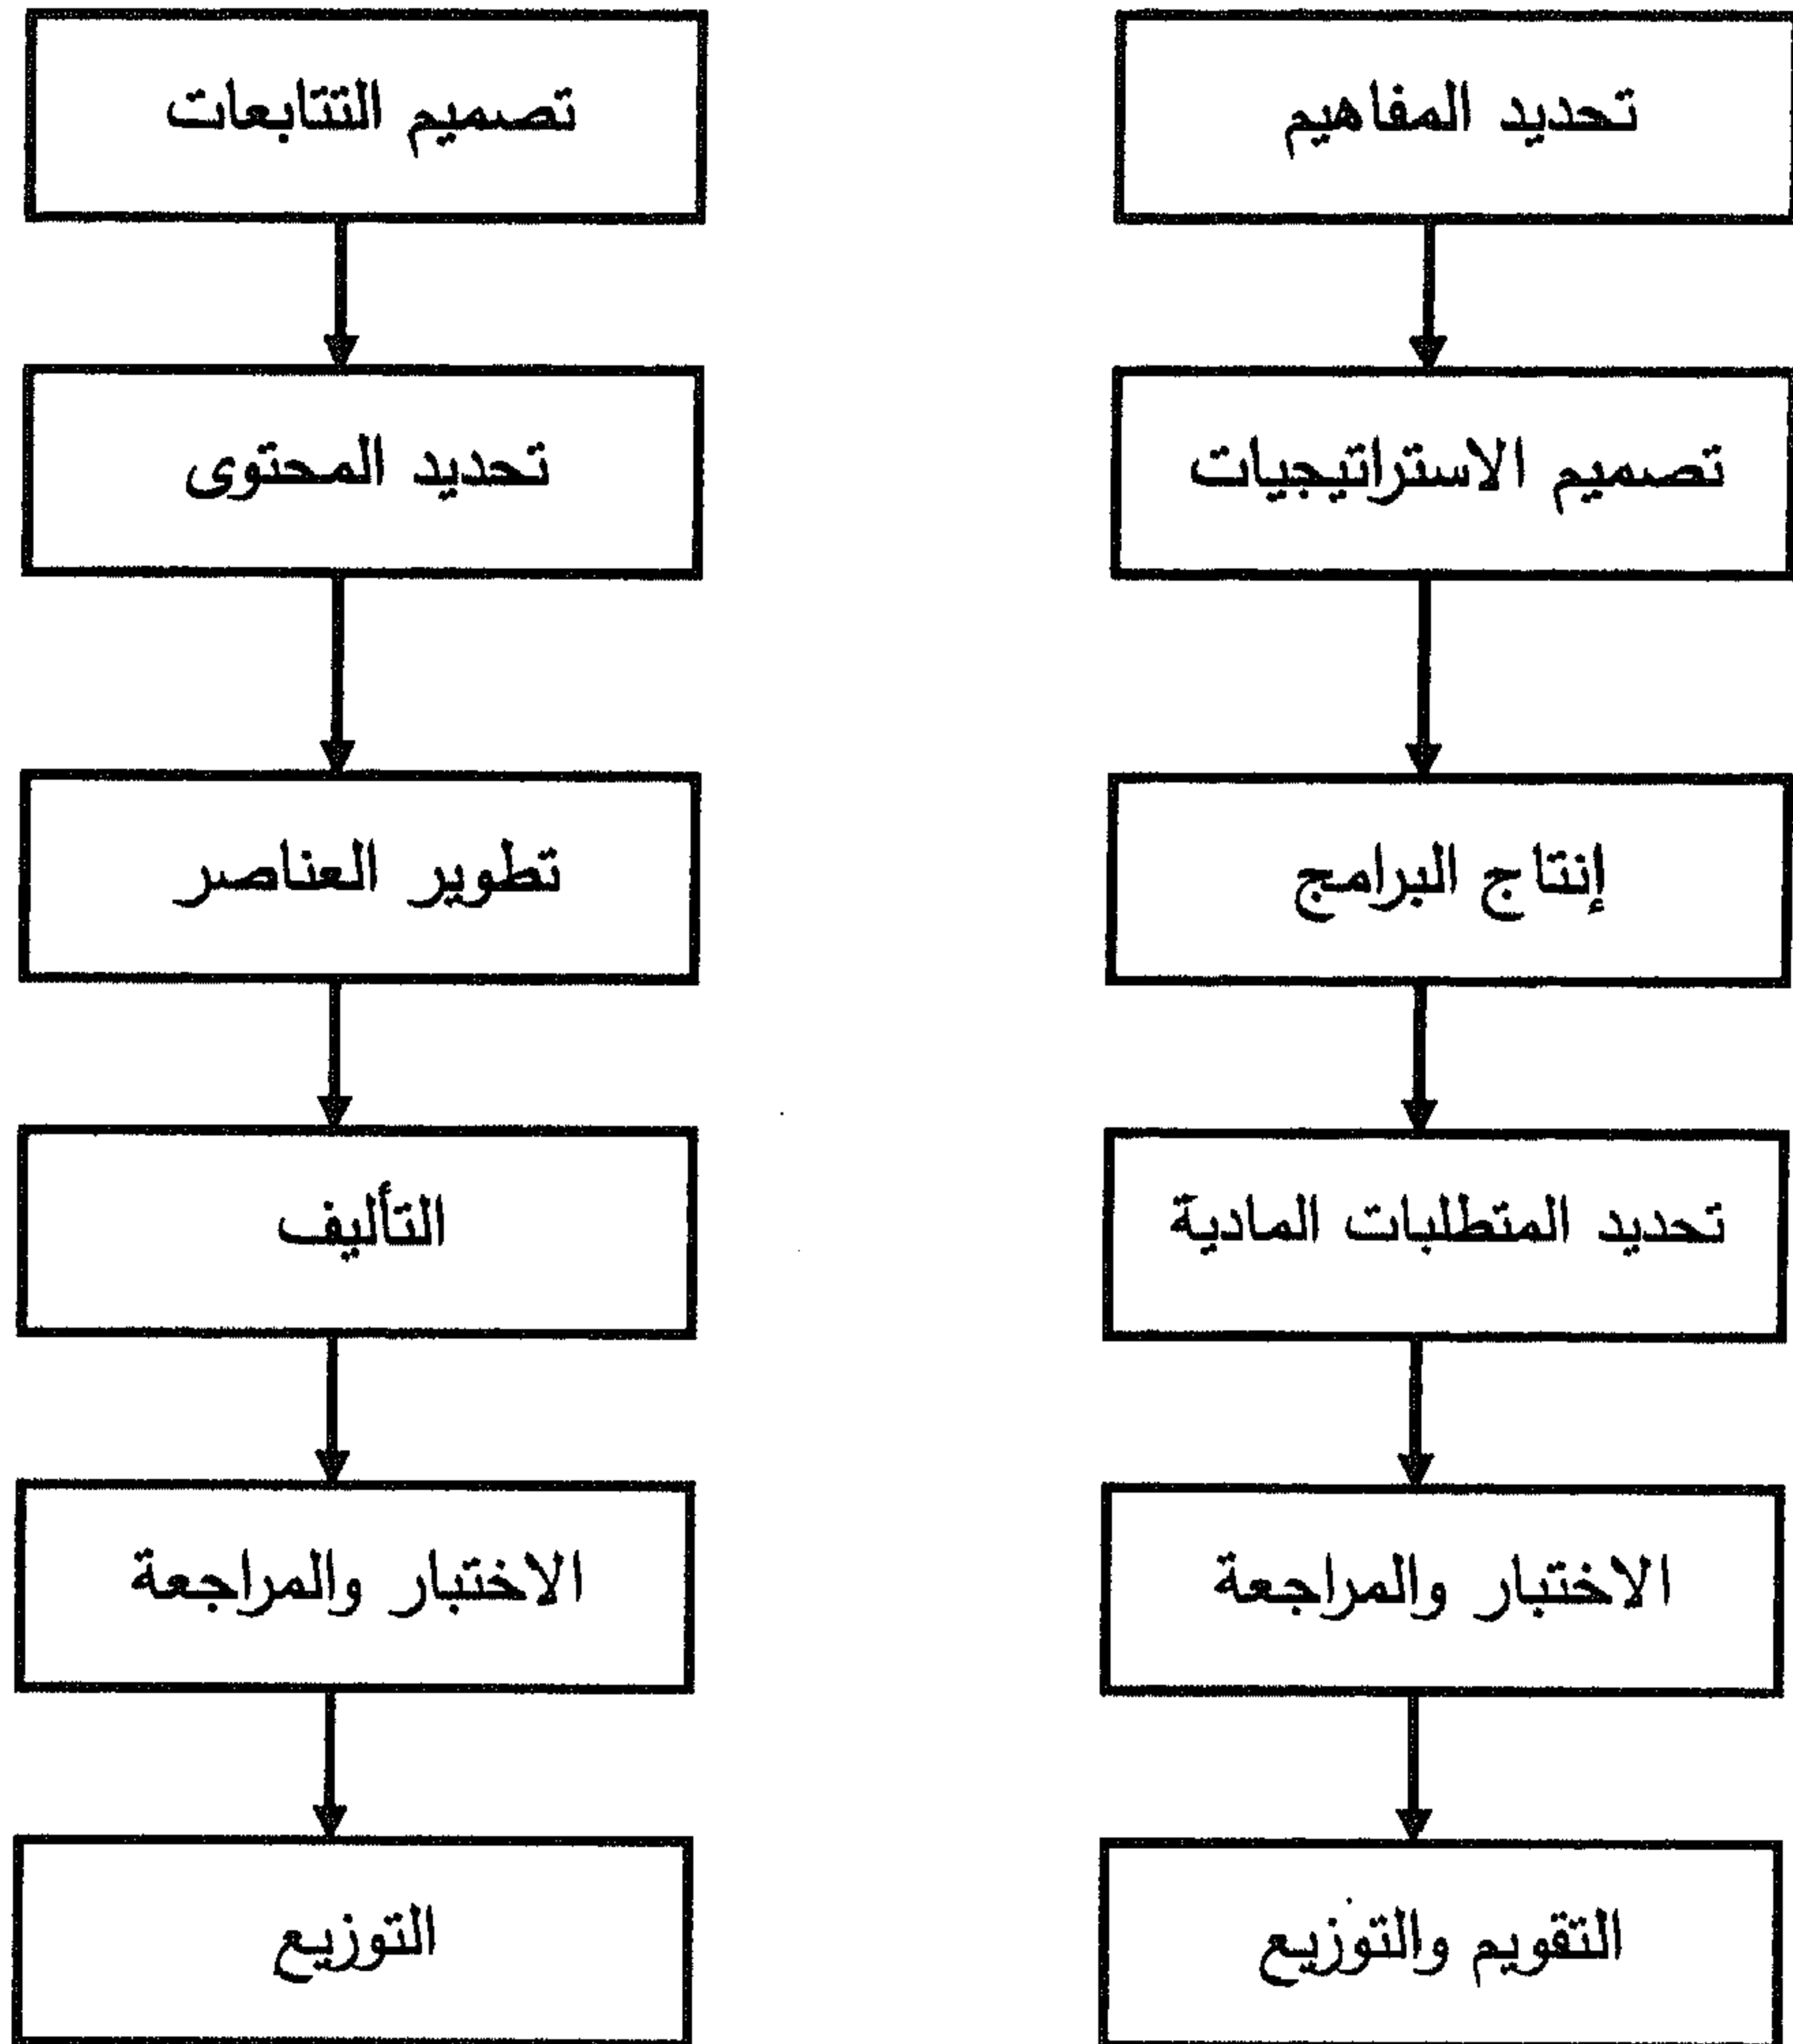 تحديد المفاهيم
تصميم الاستراتيجيات
إنتاج البرامج
تحديد المتطلبات المادية
الاختبار والمراجعة
التقويم والتوزيع
تصميم التتابعات
تحديد المحتوى
تطوير العناصر
التأليف
الاختبار والمراجعة
التوزيع